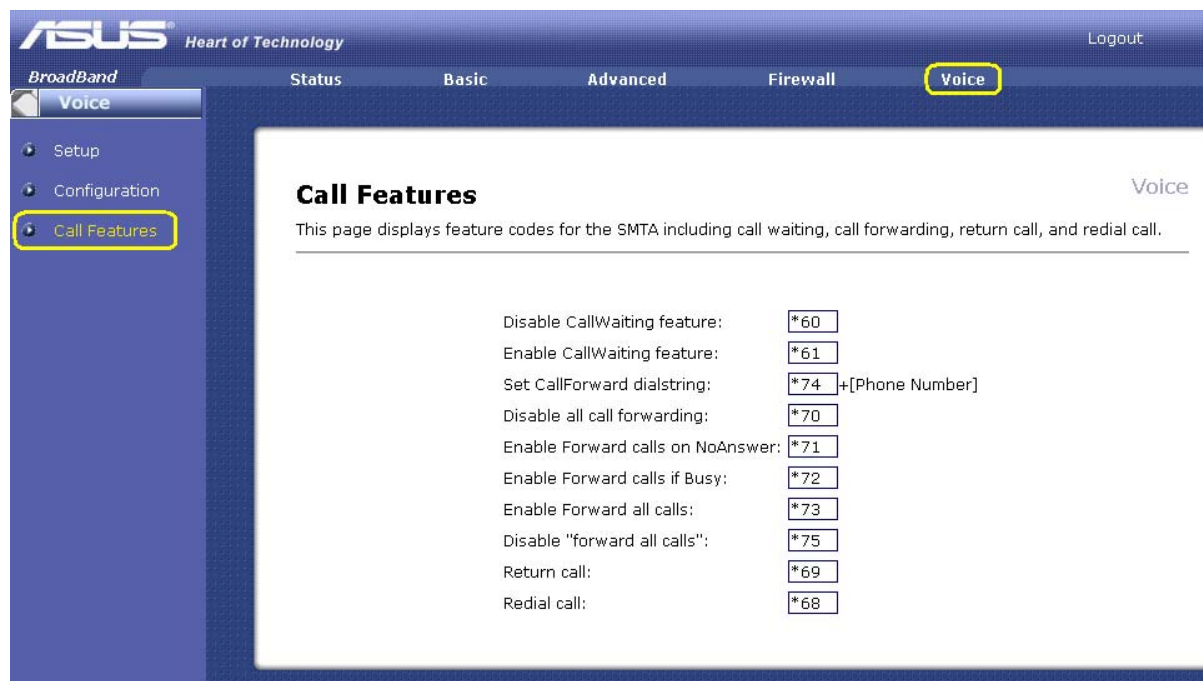 ASUS® Heart of Technology
Logout
BroadBand
Status Basic Advanced Firewall Voice
Voice
Setup
Configuration
Call Features
Voice
Call Features
This page displays feature codes for the SMTA including call waiting, call forwarding, return call, and redial call.
Disable CallWaiting feature: *60
Enable CallWaiting feature: *61
Set CallForward dialstring: *74 +[Phone Number]
Disable all call forwarding: *70
Enable Forward calls on NoAnswer: *71
Enable Forward calls if Busy: *72
Enable Forward all calls: *73
Disable "forward all calls": *75
Return call: *69
Redial call: *68